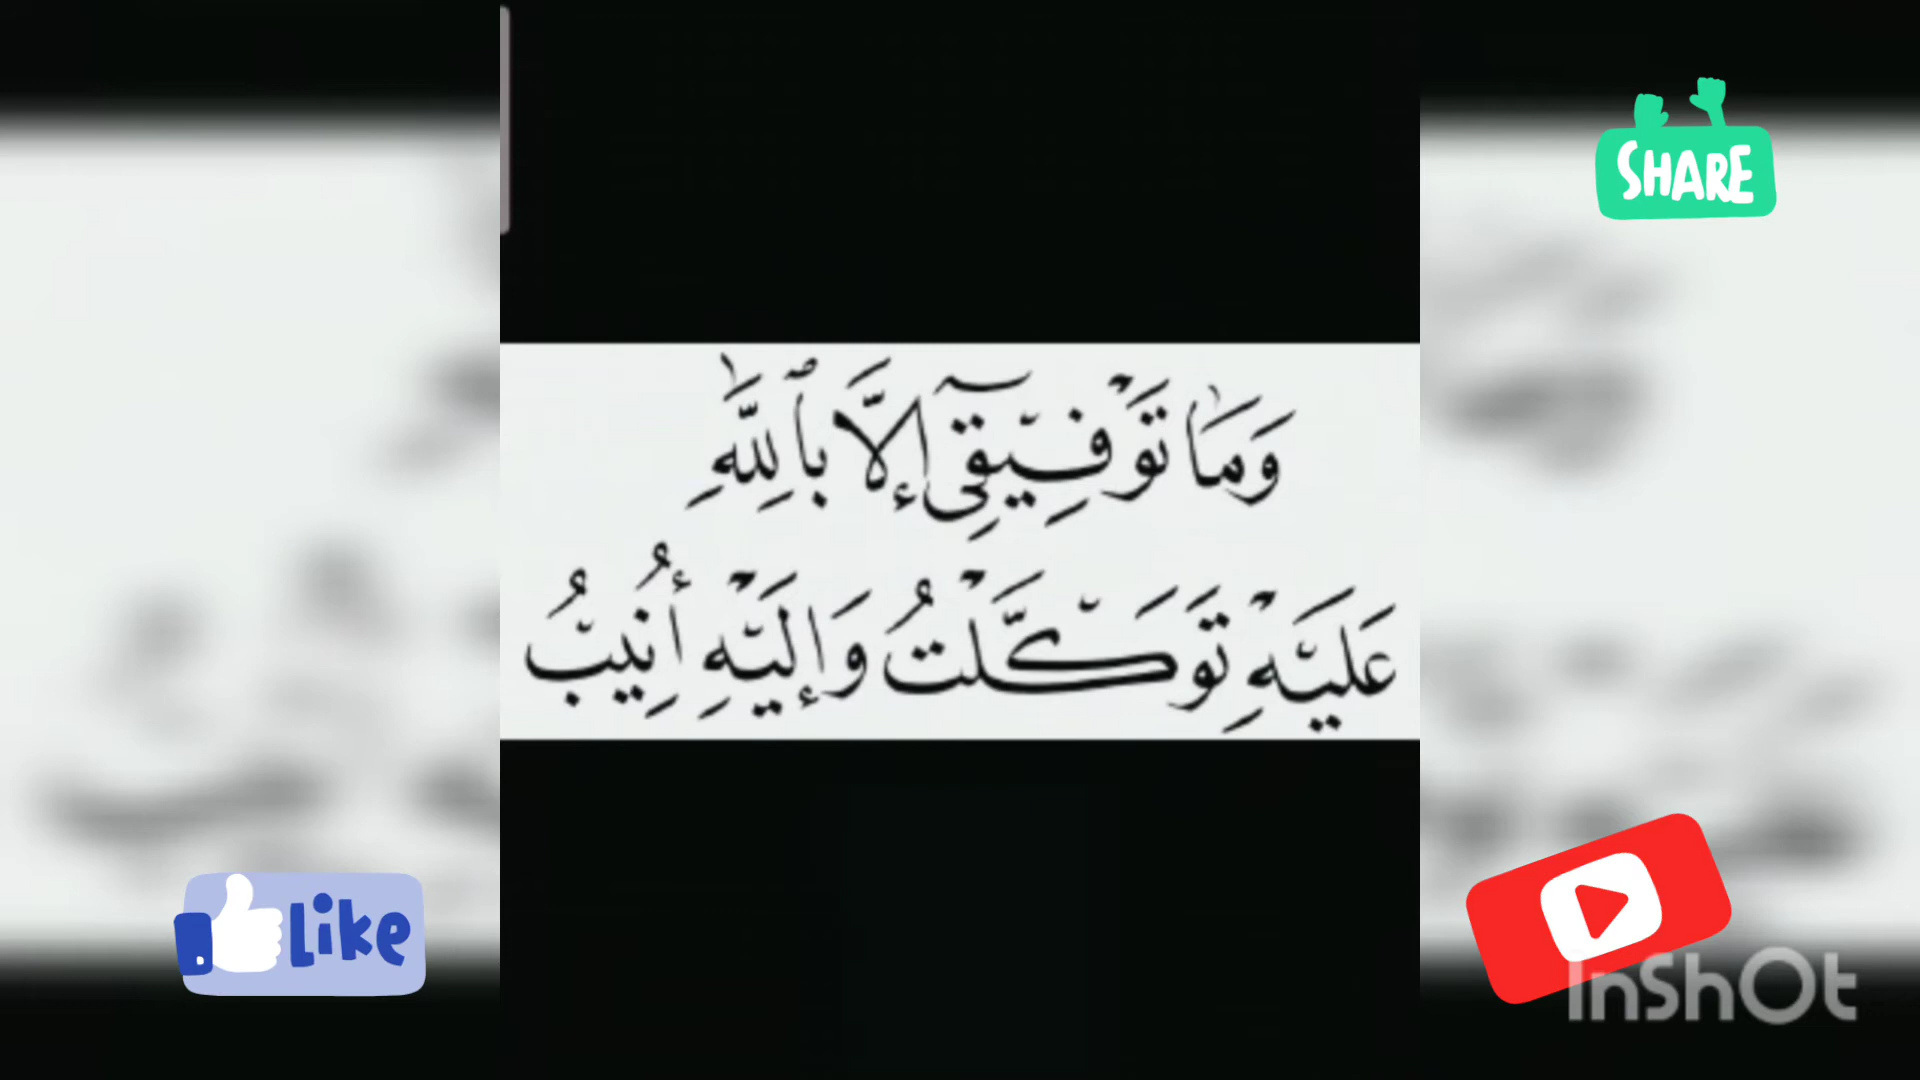 SHARE
وَمَا تَوْفِيقِىٓ إِلَّا بِٱللَّهِ
عَلَيْهِ تَوَكَّلْتُ وَإِلَيْهِ أُنِيبُ
like
InShOt